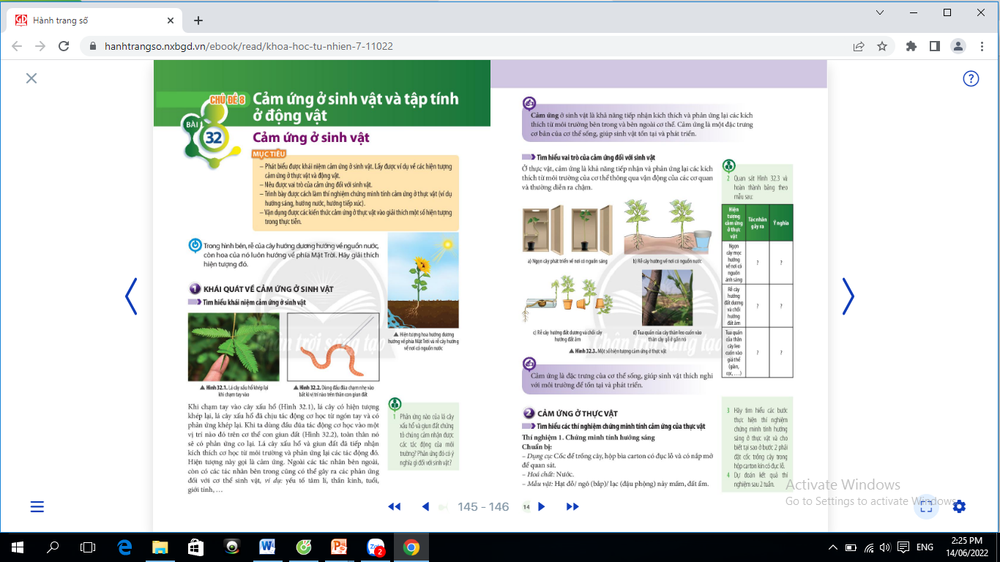 Hành trang số
hanhtrangso.nxbgd.vn/ebook/read/khoa-hoc-tu-nhien-7-11022
CHỦ ĐỀ 8
Cảm ứng ở sinh vật và tập tính
ở động vật
BÀI
32
Cảm ứng ở sinh vật
MỤC TIÊU
– Phát biểu được khái niệm cảm ứng ở sinh vật. Lấy được ví dụ về các hiện tượng
cảm ứng ở thực vật và động vật.
– Nêu được vai trò của cảm ứng đối với sinh vật.
– Trình bày được cách làm thí nghiệm chứng minh tính cảm ứng ở thực vật (ví dụ
hướng sáng, hướng nước, hướng tiếp xúc).
– Vận dụng được các kiến thức cảm ứng ở thực vật vào giải thích một số hiện tượng
trong thực tiễn.
Trong hình bên, rễ của cây hướng dương hướng về nguồn nước,
còn hoa của nó luôn hướng về phía Mặt Trời. Hãy giải thích
hiện tượng đó.
1 KHÁI QUÁT VỀ CẢM ỨNG Ở SINH VẬT
Tìm hiểu khái niệm cảm ứng ở sinh vật
▲ Hiện tượng hoa hướng dương
hướng về phía Mặt Trời và rễ cây hướng
về nơi có nguồn nước
▲ Hình 32.1. Lá cây xấu hổ khép lại
khi chạm tay vào
▲ Hình 32.2. Dùng đầu đũa chạm nhẹ vào
bất kì vị trí nào trên thân con giun đất
Khi chạm tay vào cây xấu hổ (Hình 32.1), lá cây có hiện tượng
khép lại, lá cây xấu hổ đã chịu tác động cơ học từ ngón tay và có
phản ứng khép lại. Khi ta dùng đầu đũa tác động cơ học vào một
vị trí nào đó trên cơ thể con giun đất (Hình 32.2), toàn thân nó
sẽ có phản ứng co lại. Lá cây xấu hổ và giun đất đã tiếp nhận
kích thích cơ học từ môi trường và phản ứng lại các tác động đó.
Hiện tượng này gọi là cảm ứng. Ngoài các tác nhân bên ngoài,
còn có các tác nhân bên trong cũng có thể gây ra các phản ứng
đối với cơ thể sinh vật, ví dụ: yếu tố tâm lí, thần kinh, tuổi,
giới tính, …
1 Phản ứng nào của lá cây
xấu hổ và giun đất chứng
tỏ chúng cảm nhận được
các tác động của môi
trường? Phản ứng đó có ý
nghĩa gì đối với sinh vật?
Cảm ứng ở sinh vật là khả năng tiếp nhận kích thích và phản ứng lại các kích
thích từ môi trường bên trong và bên ngoài cơ thể. Cảm ứng là một đặc trưng
cơ bản của cơ thể sống, giúp sinh vật tồn tại và phát triển.
Tìm hiểu vai trò của cảm ứng đối với sinh vật
Ở thực vật, cảm ứng là khả năng tiếp nhận và phản ứng lại các kích
thích từ môi trường của cơ thể thông qua vận động của các cơ quan
và thường diễn ra chậm.
a) Ngọn cây phát triển về nơi có nguồn sáng
b) Rễ cây hướng về nơi có nguồn nước
c) Rễ cây hướng đất dương và chồi cây
hướng đất âm
d) Tua quấn của cây thân leo cuốn vào
thân cây gỗ ở gần nó
▲ Hình 32.3. Một số hiện tượng cảm ứng ở thực vật
2 Quan sát Hình 32.3 và
hoàn thành bảng theo
mẫu sau:
Hiện
tượng
cảm ứng
ở thực
vật
Tác nhân
gây ra
Ý nghĩa
Ngọn
cây mọc
hướng
về nơi có
nguồn
ánh sáng
?
?
Rễ cây
hướng
đất dương
và chồi
hướng
đất âm
?
?
Tua quấn
của thân
cây leo
cuốn vào
giá thể
(giàn,
cọc, …)
?
?
Cảm ứng là đặc trưng của cơ thể sống, giúp sinh vật thích nghi
với môi trường để tồn tại và phát triển.
2 CẢM ỨNG Ở THỰC VẬT
Tìm hiểu các thí nghiệm chứng minh tính cảm ứng của thực vật
Thí nghiệm 1. Chứng minh tính hướng sáng
Chuẩn bị:
– Dụng cụ: Cốc để trồng cây, hộp bìa carton có đục lỗ và có nắp mở
để quan sát.
– Hoá chất: Nước.
– Mẫu vật: Hạt đỗ/ ngô (bắp)/ lạc (đậu phộng) nảy mầm, đất ẩm.
3 Hãy tìm hiểu các bước
thực hiện thí nghiệm
chứng minh tính hướng
sáng ở thực vật và cho
biết tại sao ở bước 2 phải
đặt cốc trồng cây trong
hộp carton kín có đục lỗ.
4 Dự đoán kết quả thí
nghiệm sau 2 tuần.
Chân trời sáng tạo
Chân trời sáng tạo
145 - 146
14
Activate Windows
Go to Settings to activate Windows.
2
ENG
2:25 PM
14/06/2022